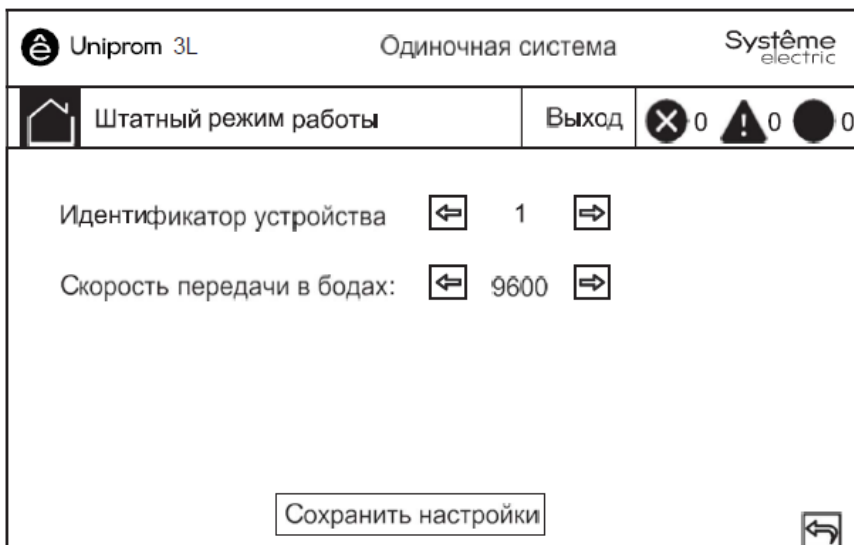 ê Uniprom 3L Одиночная система Système electric
Штатный режим работы Выход 0 0 0
Идентификатор устройства 1
Скорость передачи в бодах: 9600
Сохранить настройки